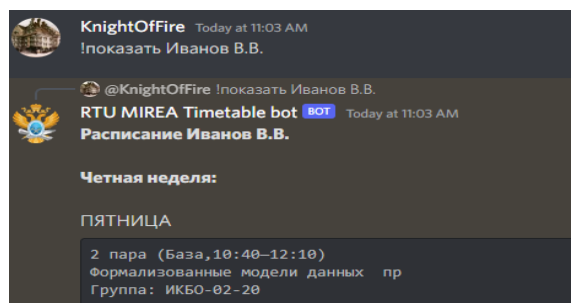 KnightOfFire Today at 11:03 AM
!показать Иванов В.В.
@KnightOfFire !показать Иванов В.В.
RTU MIREA Timetable bot BOT Today at 11:03 AM
Расписание Иванов В.В.
Четная неделя:
ПЯТНИЦА
2 пара (База,10:40—12:10)
Формализованные модели данных пр
Группа: ИКБО-02-20